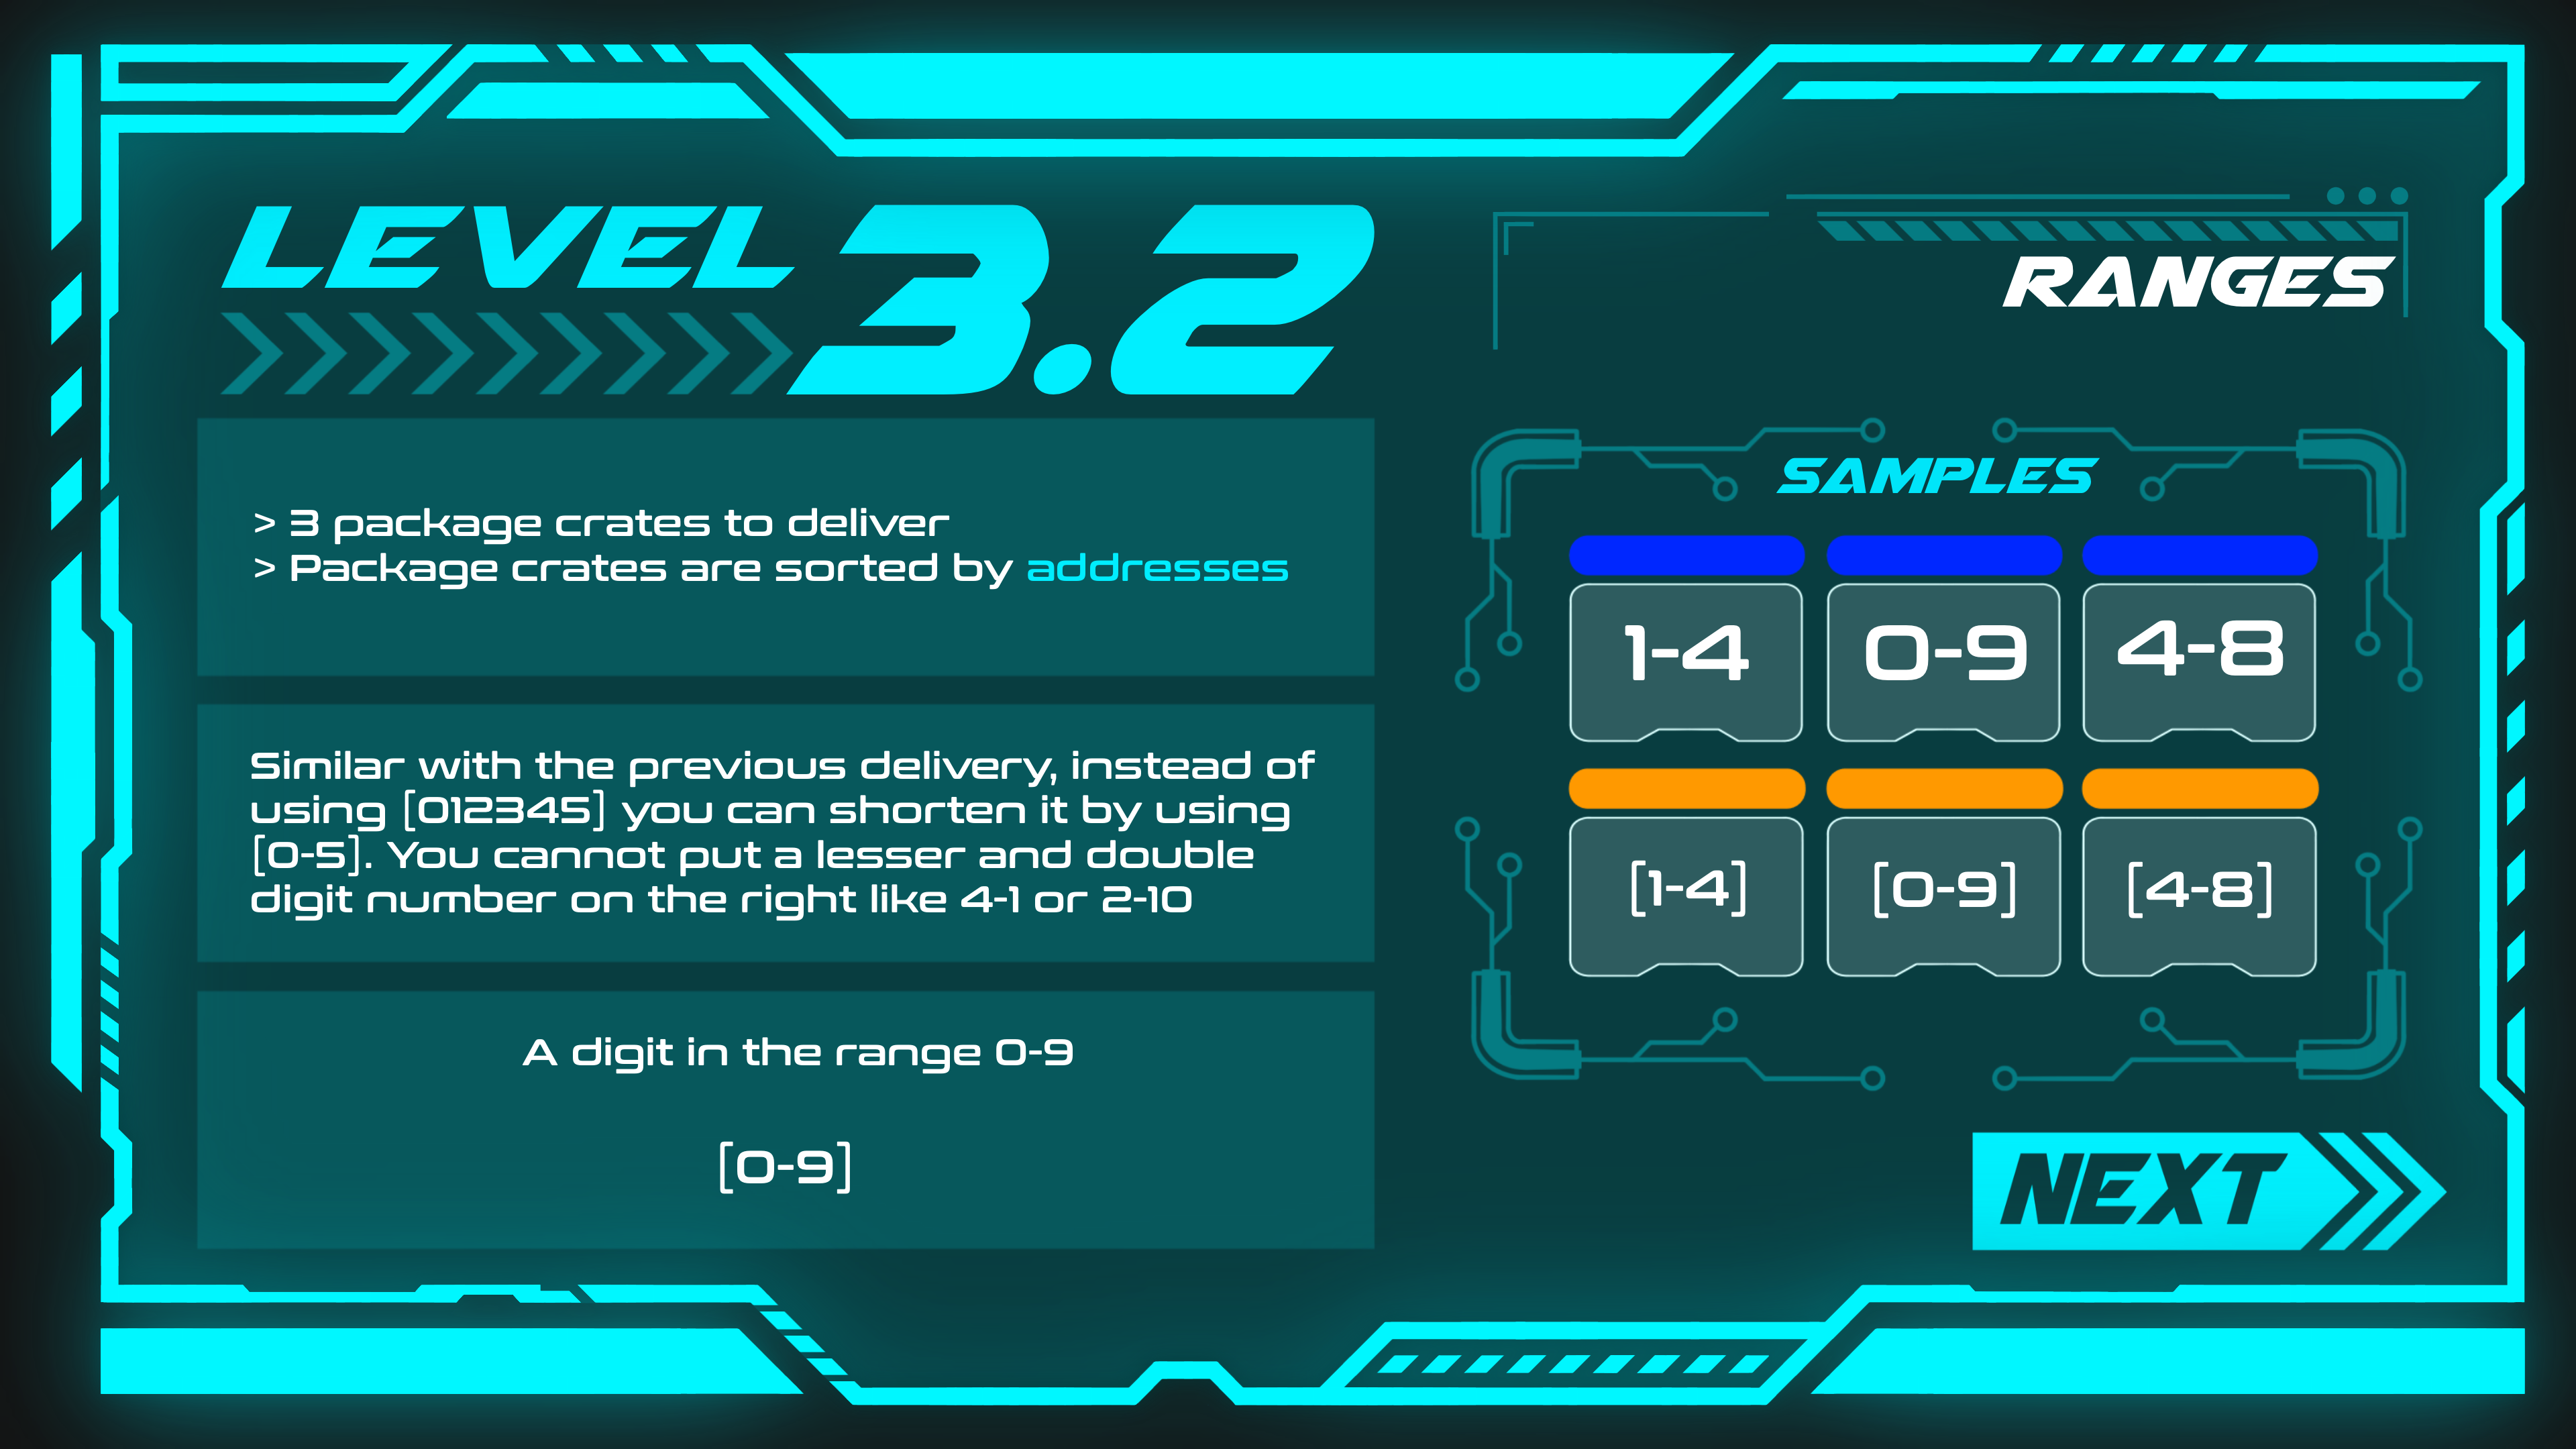 LEVEL 3.2
RANGES
> 3 package crates to deliver
> Package crates are sorted by addresses
Similar with the previous delivery, instead of
using [012345] you can shorten it by using
[0-5]. You cannot put a lesser and double
digit number on the right like 4-1 or 2-10
A digit in the range 0-9
[0-9]
SAMPLES
1-4 0-9 4-8
[1-4] [0-9] [4-8]
NEXT